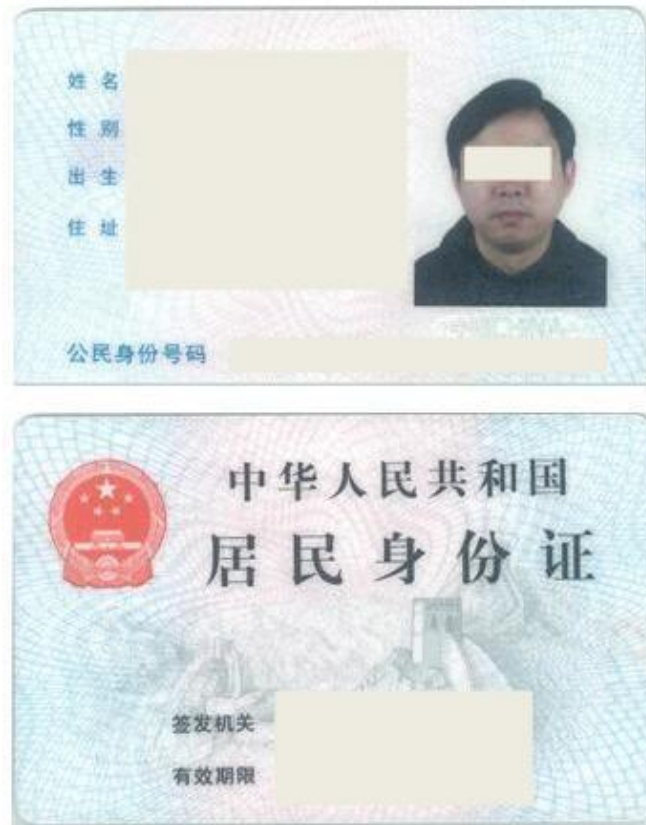 姓名
性别
出生
住址
公民身份号码
中华人民共和国
居民身份证
签发机关
有效期限